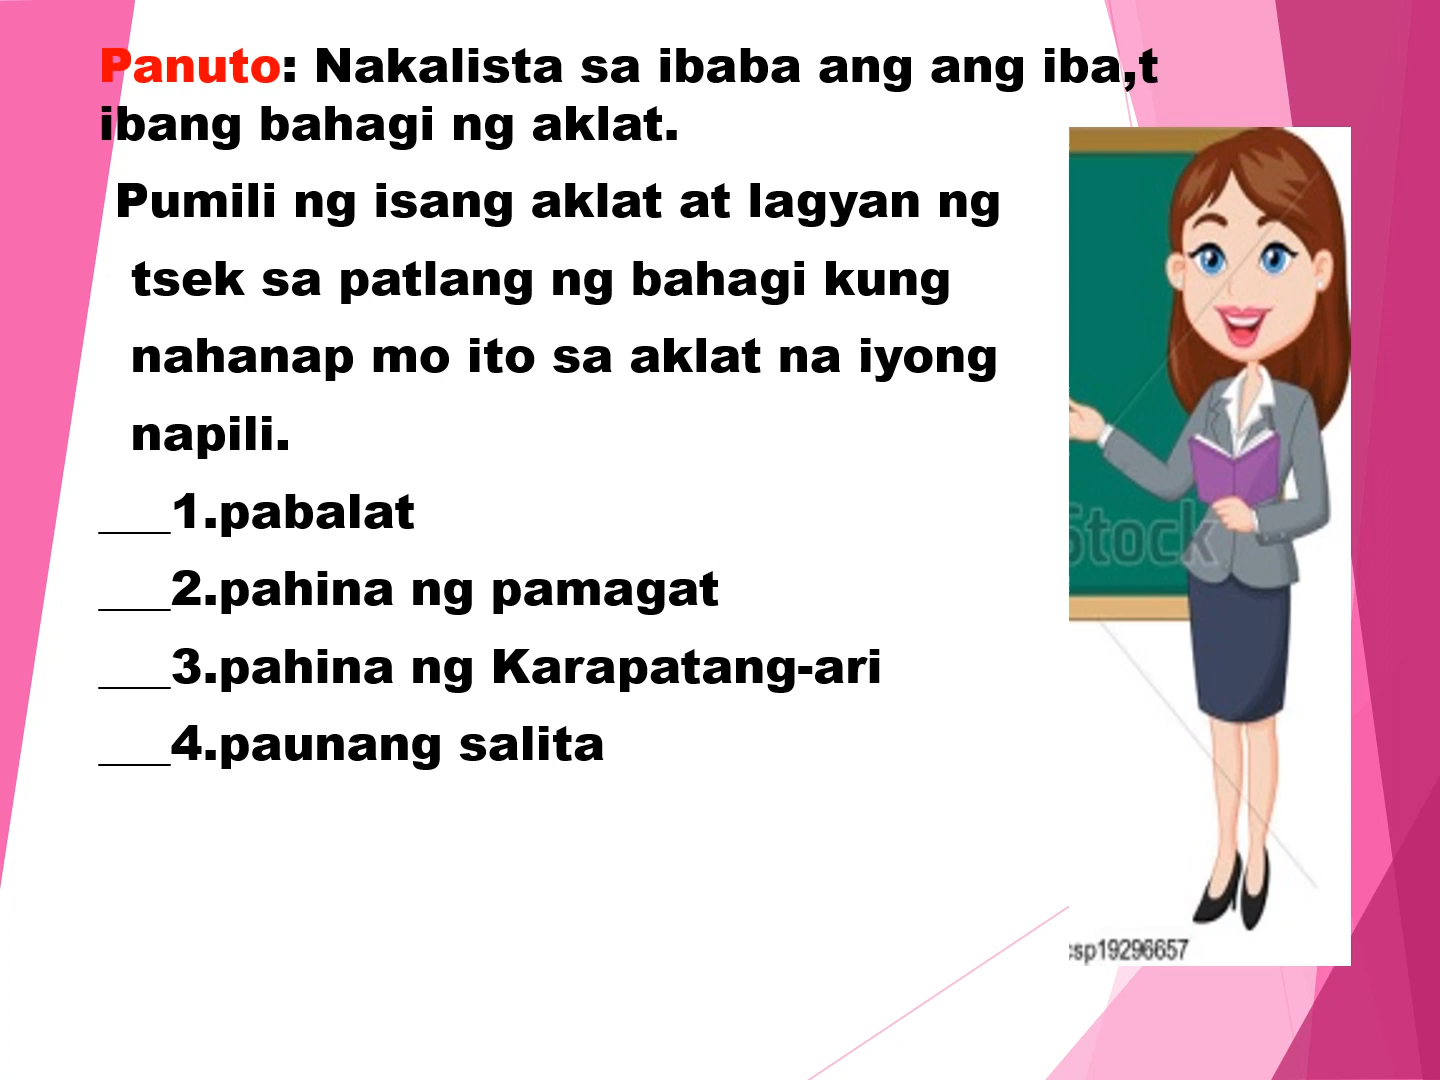 Panuto: Nakalista sa ibaba ang ang iba,t
ibang bahagi ng aklat.
Pumili ng isang aklat at lagyan ng
tsek sa patlang ng bahagi kung
nahanap mo ito sa aklat na iyong
napili.
___1.pabalat
___2.pahina ng pamagat
___3.pahina ng Karapatang-ari
___4.paunang salita
Stock
csp19296657